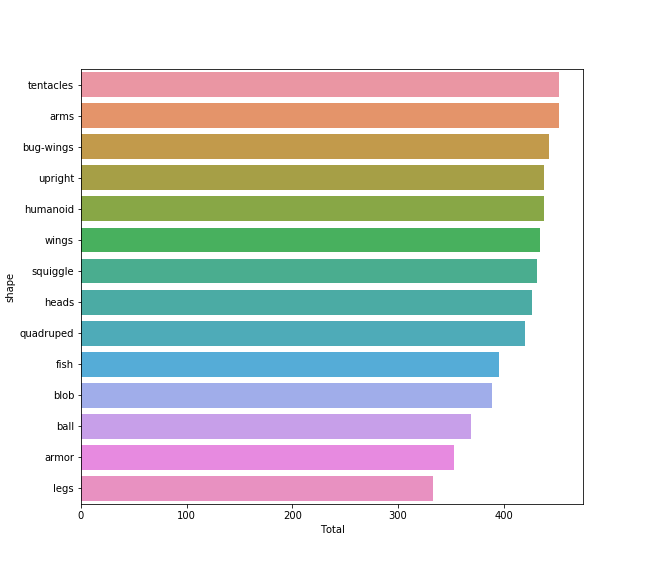 tentacles
arms
bug-wings
upright
humanoid
wings
squiggle
heads
quadruped
fish
blob
ball
armor
legs
shape
0 100 200 300 400
Total